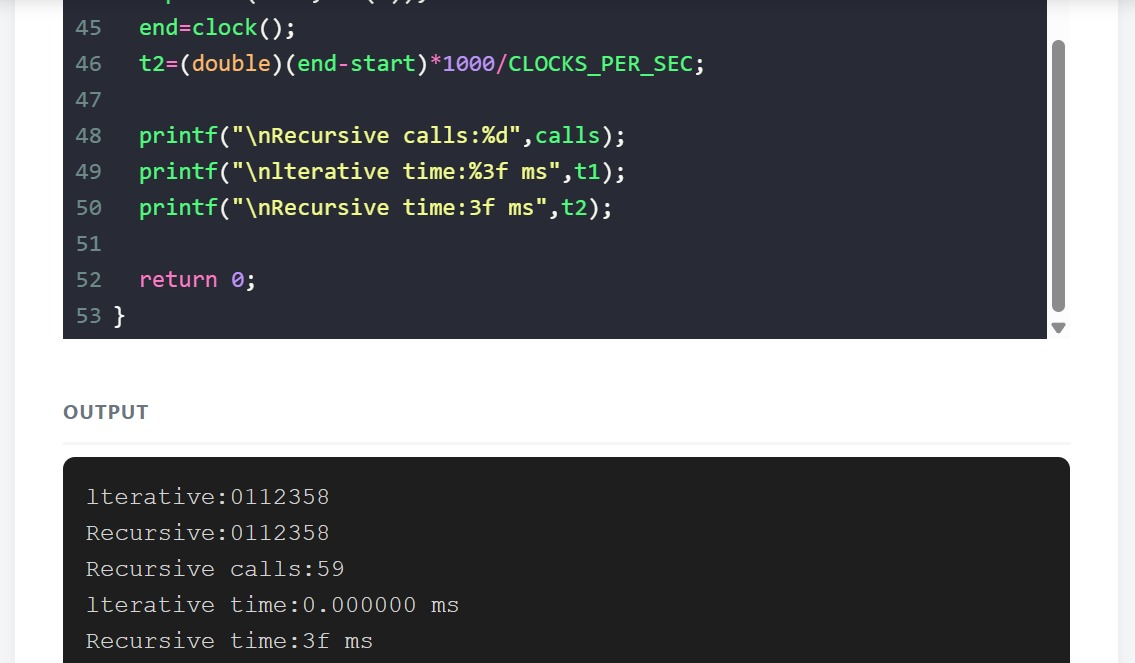 45 end=clock();
46 t2=(double)(end-start)*1000/CLOCKS_PER_SEC;
47
48 printf("\nRecursive calls:%d",calls);
49 printf("\nlterative time:%3f ms",t1);
50 printf("\nRecursive time:3f ms",t2);
51
52 return 0;
53 }
OUTPUT
lterative:0112358
Recursive:0112358
Recursive calls:59
lterative time:0.000000 ms
Recursive time:3f ms